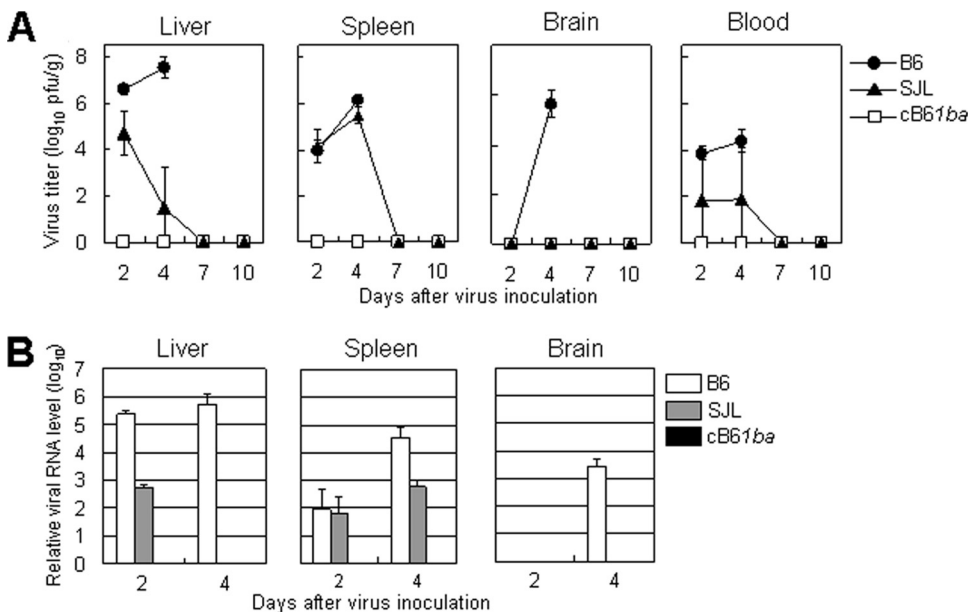 A
Liver
Spleen
Brain
Blood
Virus titer (log10 pfu/g)
8
6
4
2
0
2 4 7 10
2 4 7 10
2 4 7 10
2 4 7 10
Days after virus inoculation
B6
SJL
cB61ba
B
Liver
Spleen
Brain
Relative viral RNA level (log10)
7
6
5
4
3
2
1
0
2 4
2 4
2 4
Days after virus inoculation
B6
SJL
cB61ba